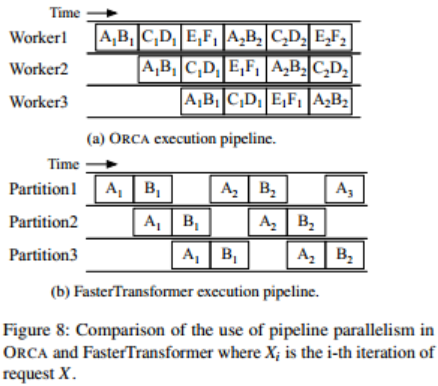 Time
Worker1 A₁B₁ C₁D₁ E₁F₁ A₂B₂ C₂D₂ E₂F₂
Worker2 A₁B₁ C₁D₁ E₁F₁ A₂B₂ C₂D₂
Worker3 A₁B₁ C₁D₁ E₁F₁ A₂B₂
(a) ORCA execution pipeline.
Time
Partition1 A₁ B₁ A₂ B₂ A₃
Partition2 A₁ B₁ A₂ B₂
Partition3 A₁ B₁ A₂ B₂
(b) FasterTransformer execution pipeline.
Figure 8: Comparison of the use of pipeline parallelism in
ORCA and FasterTransformer where Xᵢ is the i-th iteration of
request X.